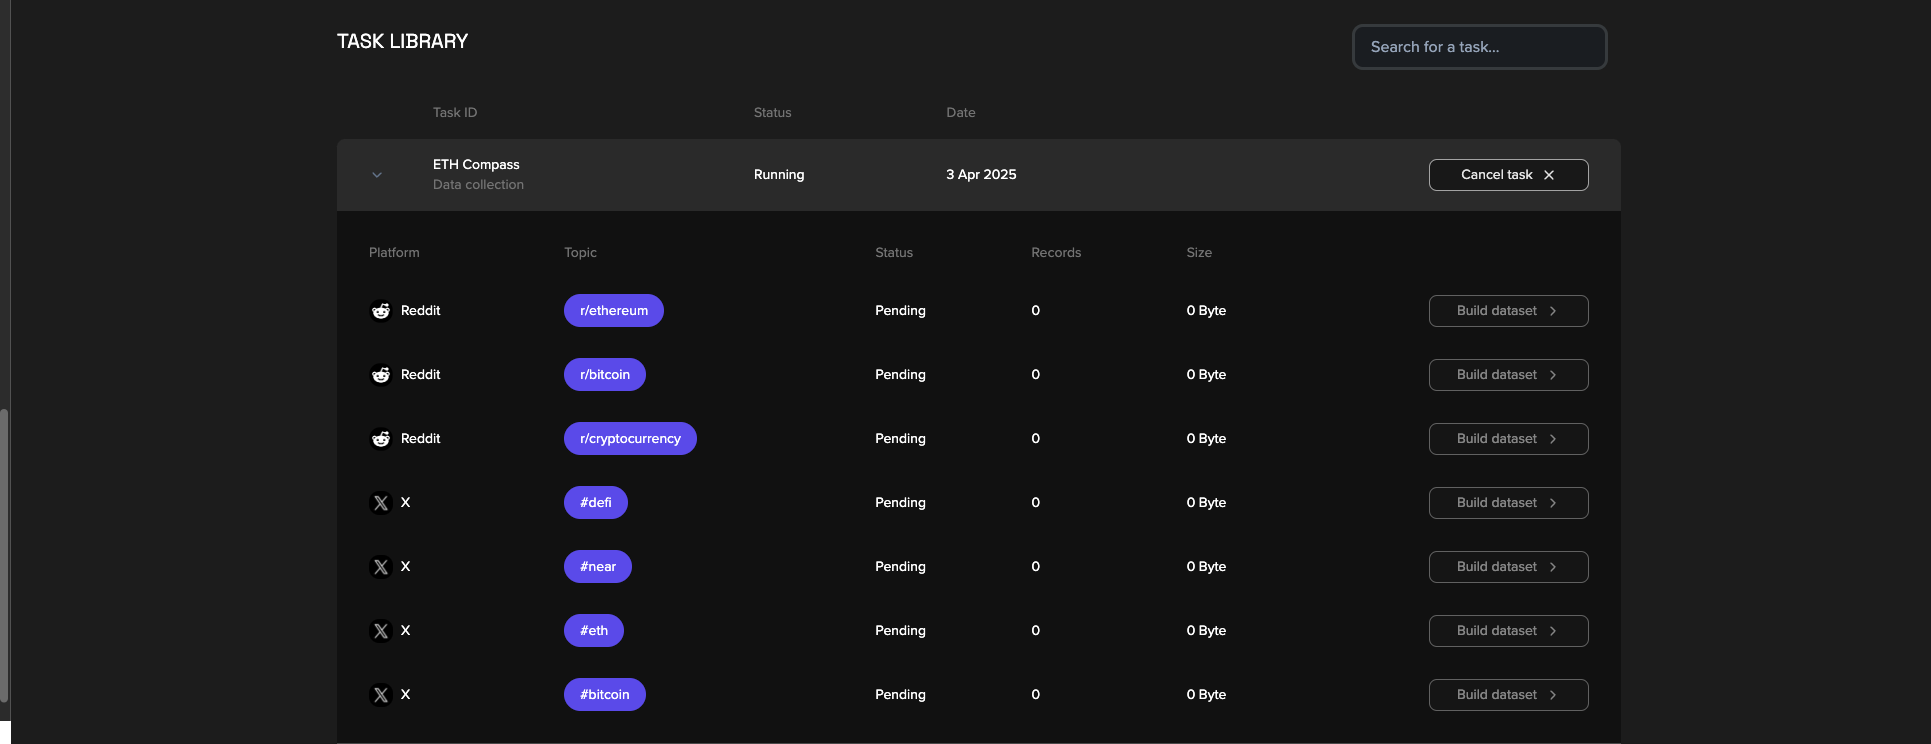 TASK LIBRARY
Search for a task...
Task ID Status Date
ETH Compass
Data collection
Running 3 Apr 2025 Cancel task
Platform Topic Status Records Size
Reddit r/ethereum Pending 0 0 Byte Build dataset
Reddit r/bitcoin Pending 0 0 Byte Build dataset
Reddit r/cryptocurrency Pending 0 0 Byte Build dataset
X #defi Pending 0 0 Byte Build dataset
X #near Pending 0 0 Byte Build dataset
X #eth Pending 0 0 Byte Build dataset
X #bitcoin Pending 0 0 Byte Build dataset